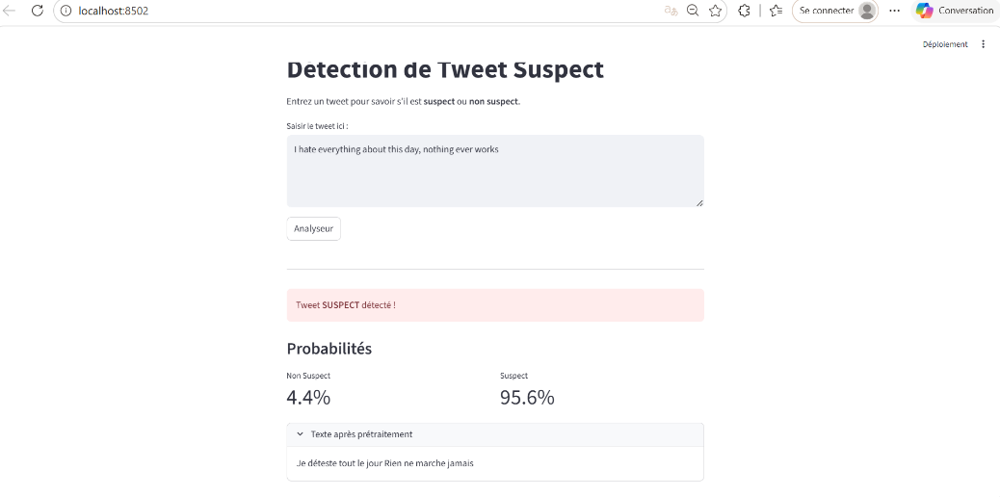 localhost:8502
Se connecter
Conversation
Déploiement
Détection de Tweet Suspect
Entrez un tweet pour savoir s'il est suspect ou non suspect.
Saisir le tweet ici :
I hate everything about this day, nothing ever works
Analyseur
Tweet SUSPECT détecté !
Probabilités
Non Suspect Suspect
4.4% 95.6%
Texte après prétraitement
Je déteste tout le jour Rien ne marche jamais